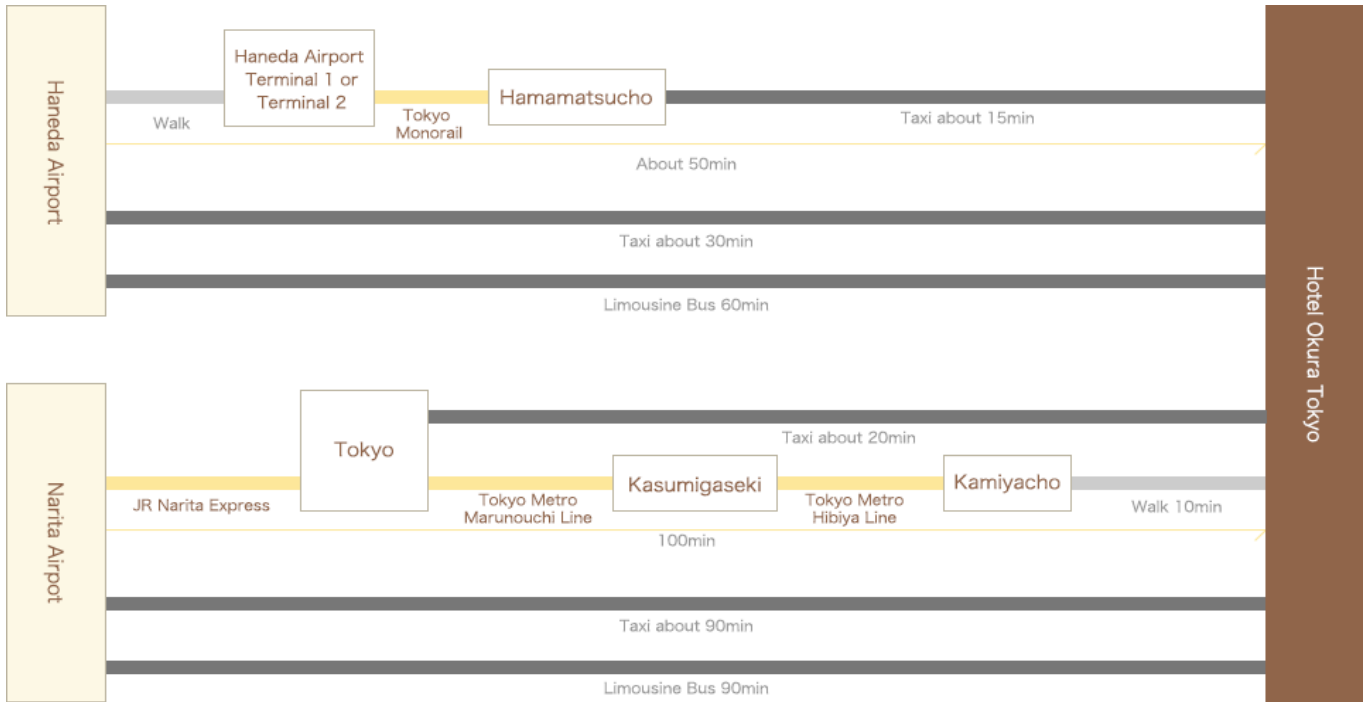 Haneda Airport
Haneda Airport
Terminal 1 or
Terminal 2
Walk
Tokyo
Monorail
Hamamatsucho
Taxi about 15min
About 50min
Taxi about 30min
Limousine Bus 60min
Hotel Okura Tokyo
Narita Airpot
JR Narita Express
Tokyo
Taxi about 20min
Tokyo Metro
Marunouchi Line
Kasumigaseki
Tokyo Metro
Hibiya Line
Kamiyacho
Walk 10min
100min
Taxi about 90min
Limousine Bus 90min